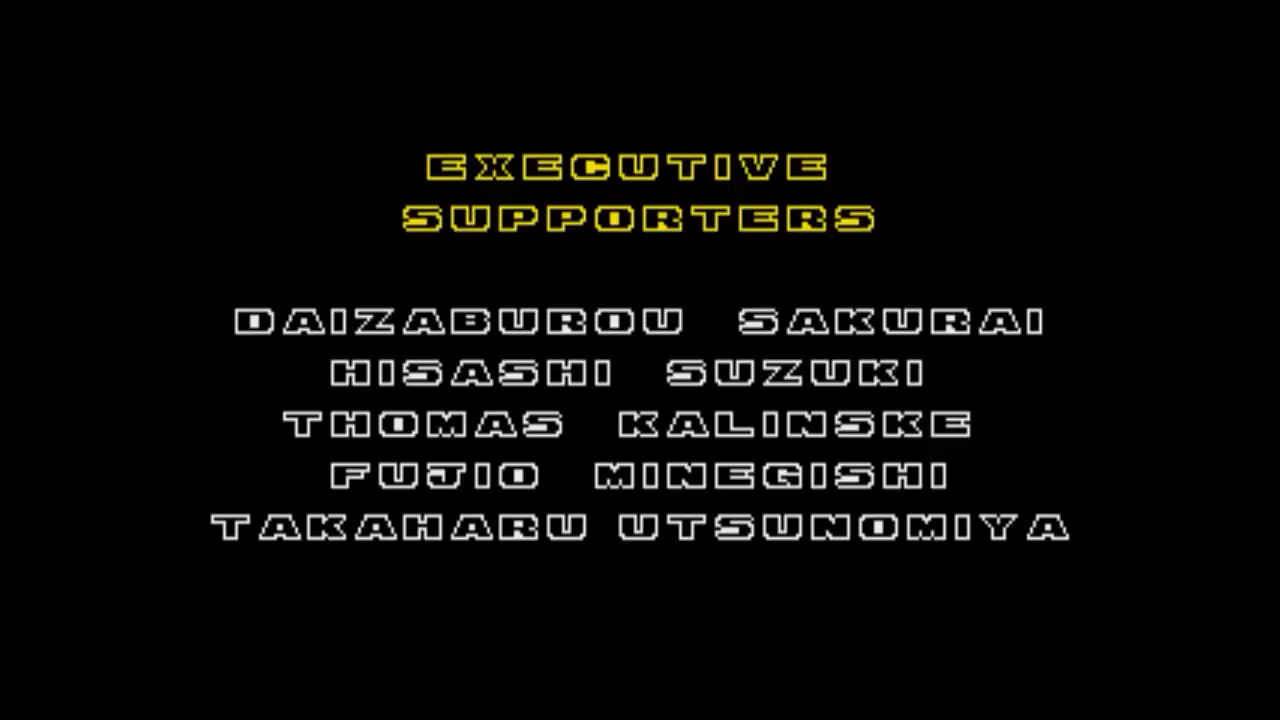 EXECUTIVE
SUPPORTERS
DAIZABUROU SAKURAI
HISASHI SUZUKI
THOMAS KALINSKE
FUJIO MINEGISHI
TAKAHARU UTSUNOMIYA